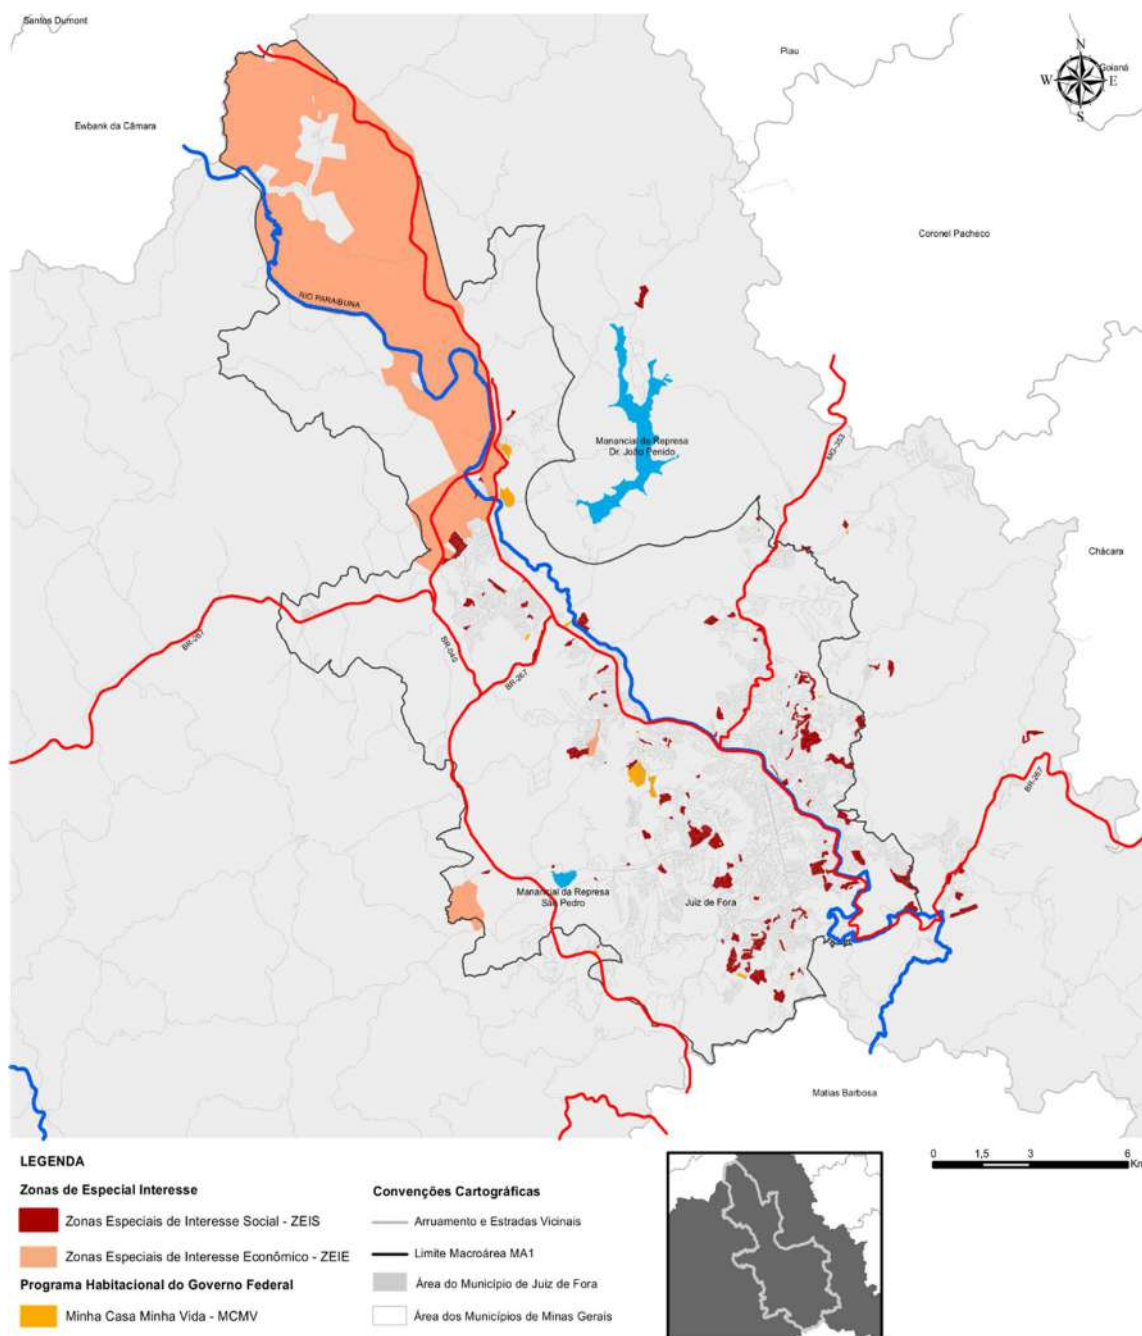 Santos Dumont
Piau
N
Goianá
W
E
S
Ewbank da Câmara
Coronel Pacheco
RIO PARAIBUNA
Manancial da Represa
Dr. João Penido
MG-353
Chácara
BR-267
BR-040
BR-267
BR-267
Manancial da Represa
São Pedro
Juiz de Fora
Matias Barbosa
LEGENDA
Zonas de Especial Interesse
Zonas Especiais de Interesse Social - ZEIS
Zonas Especiais de Interesse Econômico - ZEIE
Programa Habitacional do Governo Federal
Minha Casa Minha Vida - MCMV
Convenções Cartográficas
Arruamento e Estradas Vicinais
Limite Macroárea MA1
Área do Município de Juiz de Fora
Área dos Municípios de Minas Gerais
0 1,5 3 6
Km